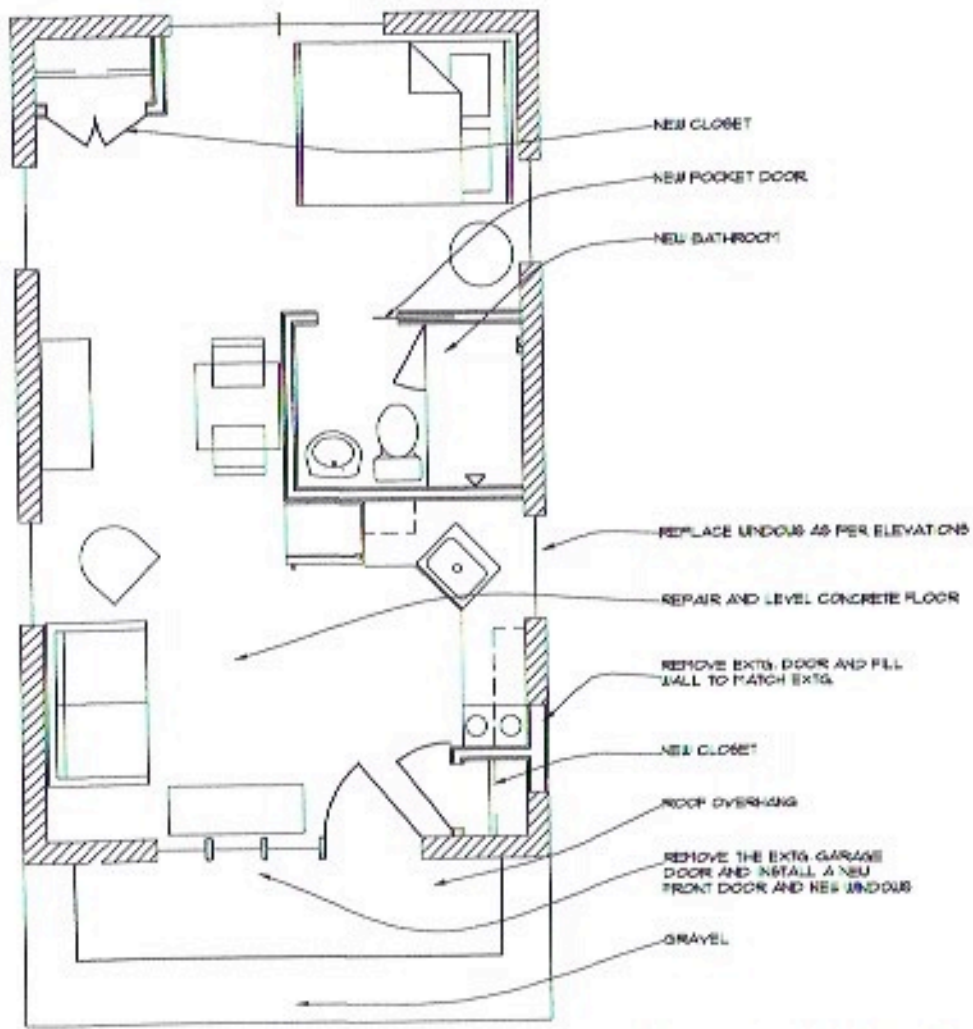 NEW CLOSET
NEW POCKET DOOR
NEW BATHROOM
REPLACE WINDOWS AS PER ELEVATIONS
REPAIR AND LEVEL CONCRETE FLOOR
REMOVE EXTG. DOOR AND FILL
WALL TO MATCH EXTG.
NEW CLOSET
ROOF OVERHANG
REMOVE THE EXTG. GARAGE
DOOR AND INSTALL A NEW
FRONT DOOR AND NEW WINDOWS
GRAVEL